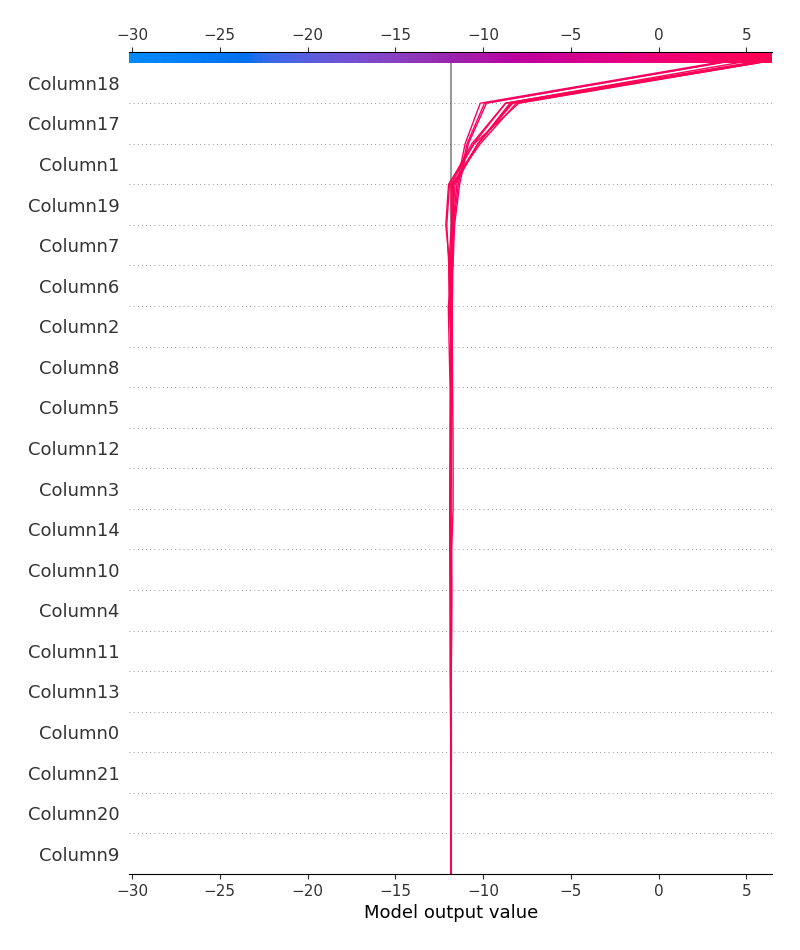 −30 −25 −20 −15 −10 −5 0 5
Column18
Column17
Column1
Column19
Column7
Column6
Column2
Column8
Column5
Column12
Column3
Column14
Column10
Column4
Column11
Column13
Column0
Column21
Column20
Column9
−30 −25 −20 −15 −10 −5 0 5
Model output value